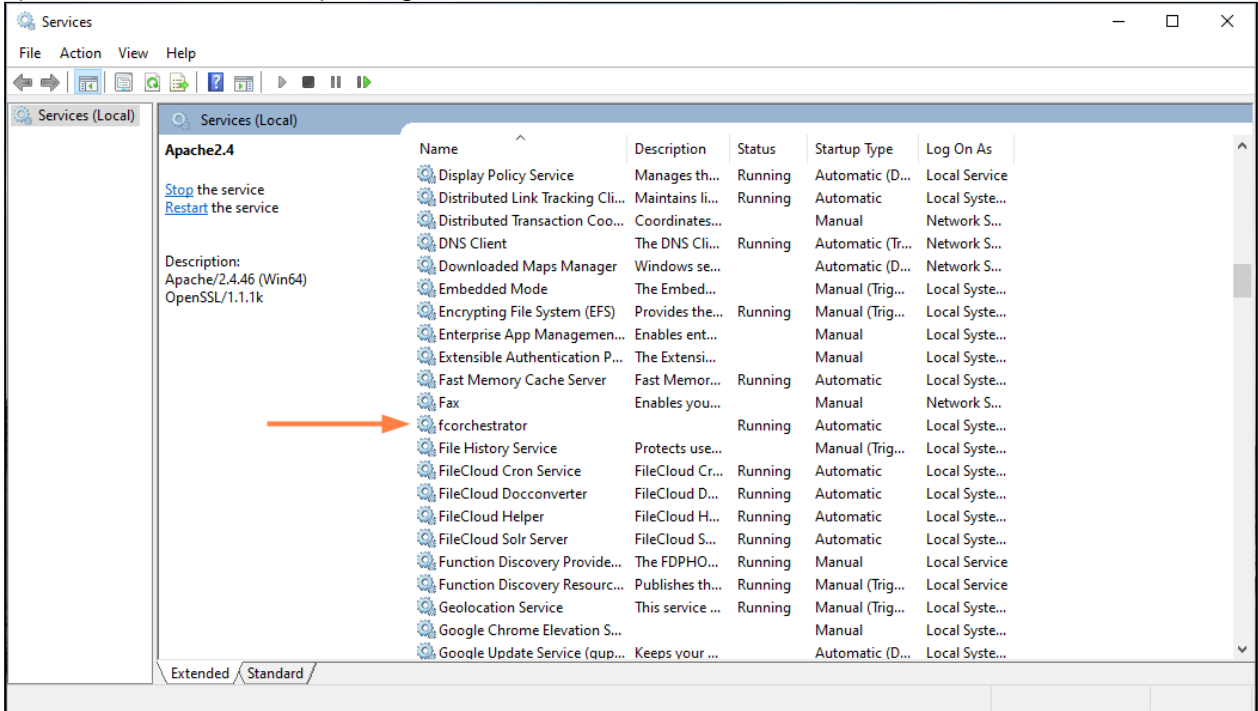 Services
File Action View Help
Services (Local)
Services (Local)
Apache2.4
Stop the service
Restart the service
Description:
Apache/2.4.46 (Win64)
OpenSSL/1.1.1k
Name Description Status Startup Type Log On As
Display Policy Service Manages th... Running Automatic (D... Local Service
Distributed Link Tracking Cli... Maintains li... Running Automatic Local Syste...
Distributed Transaction Coo... Coordinates... Manual Network S...
DNS Client The DNS Cli... Running Automatic (Tr... Network S...
Downloaded Maps Manager Windows se... Automatic (D... Network S...
Embedded Mode The Embed... Manual (Trig... Local Syste...
Encrypting File System (EFS) Provides the... Running Manual (Trig... Local Syste...
Enterprise App Managemen... Enables ent... Manual Local Syste...
Extensible Authentication P... The Extensi... Manual Local Syste...
Fast Memory Cache Server Fast Memor... Running Automatic Local Syste...
Fax Enables you... Manual Network S...
fcorchestrator Running Automatic Local Syste...
File History Service Protects use... Manual (Trig... Local Syste...
FileCloud Cron Service FileCloud Cr... Running Automatic Local Syste...
FileCloud Docconverter FileCloud D... Running Automatic Local Syste...
FileCloud Helper FileCloud H... Running Automatic Local Syste...
FileCloud Solr Server FileCloud S... Running Automatic Local Syste...
Function Discovery Provide... The FDPHO... Running Manual Local Service
Function Discovery Resourc... Publishes th... Running Manual (Trig... Local Service
Geolocation Service This service ... Running Manual (Trig... Local Syste...
Google Chrome Elevation S... Manual Local Syste...
Google Update Service (gup... Keeps your ... Automatic (D... Local Syste...
Extended Standard